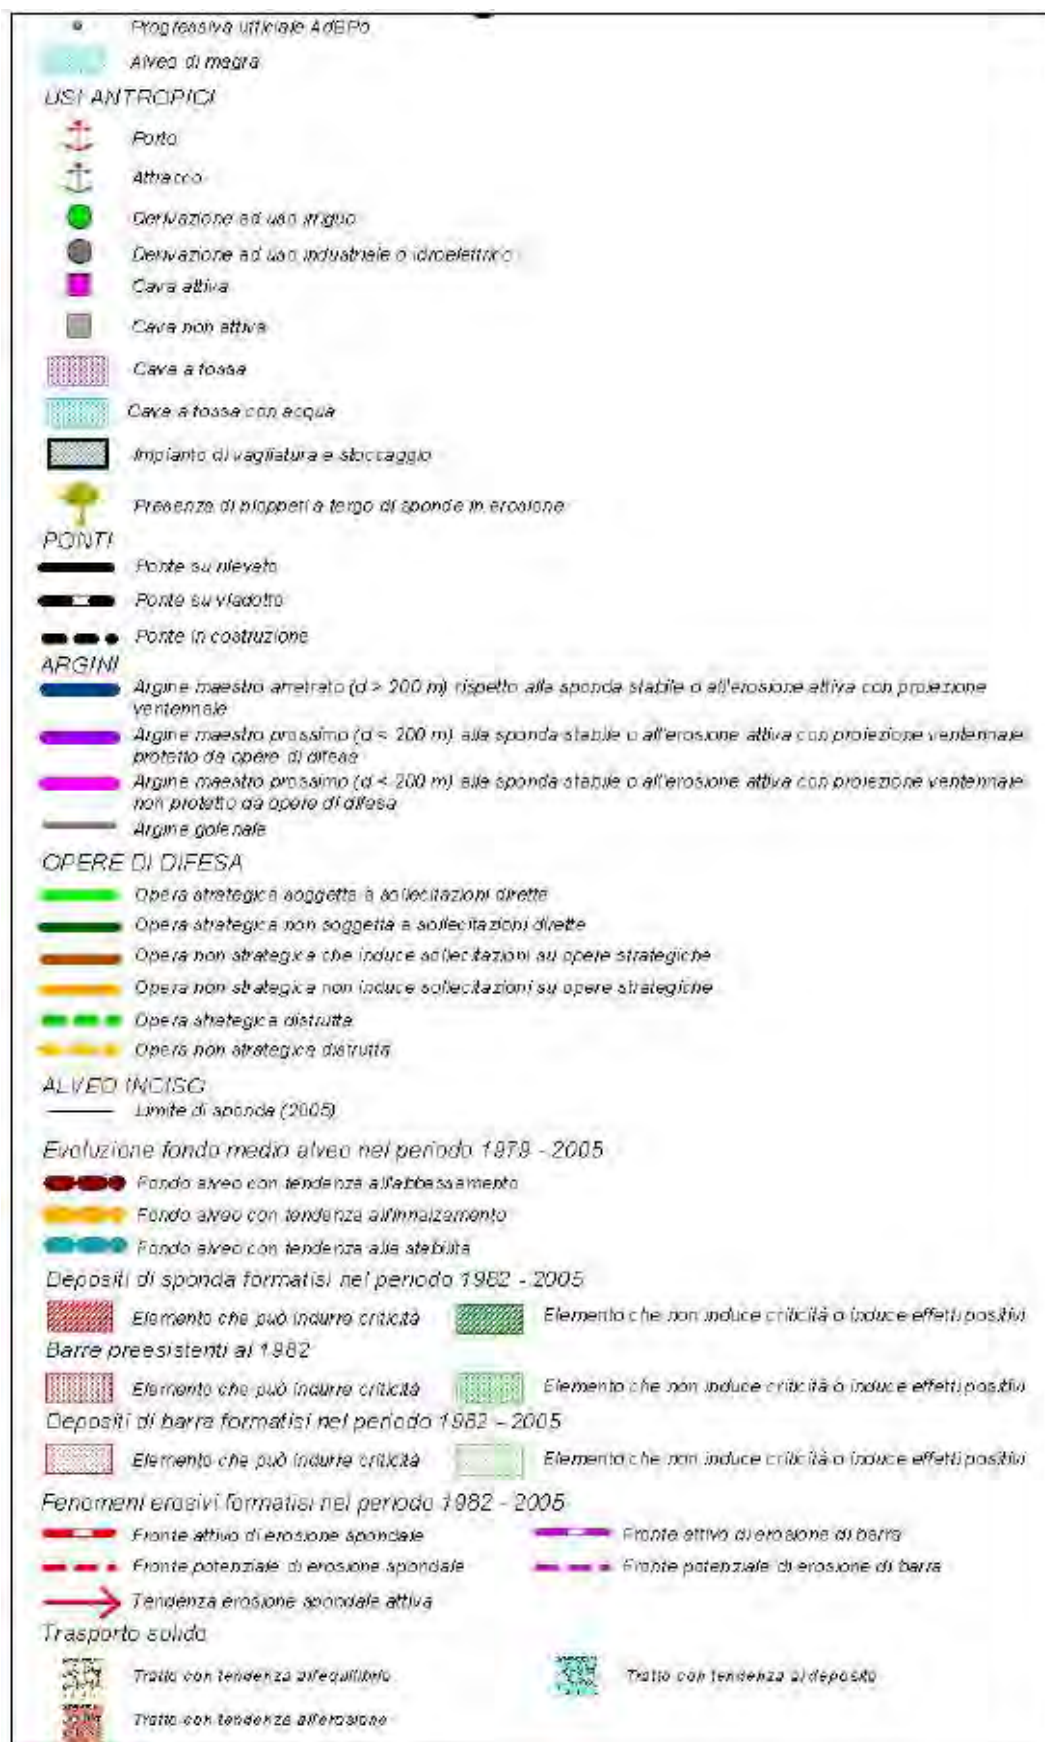 Progressiva ufficiale AdBPo
Alveo di magra
USI ANTROPICI
Porto
Attracco
Derivazione ad uso irriguo
Derivazione ad uso industriale o idroelettrico
Cava attiva
Cava non attiva
Cava a fossa
Cava a fossa con acqua
Impianto di vagliatura e stoccaggio
Presenza di pioppeti a tergo di sponde in erosione
PONTI
Ponte su rilevato
Ponte su viadotto
Ponte in costruzione
ARGINI
Argine maestro arretrato (d > 200 m) rispetto alla sponda stabile o all'erosione attiva con proiezione
ventennale
Argine maestro prossimo (d < 200 m) alla sponda stabile o all'erosione attiva con proiezione ventennale
protetto da opere di difesa
Argine maestro prossimo (d < 200 m) alla sponda stabile o all'erosione attiva con proiezione ventennale
non protetto da opere di difesa
Argine golenale
OPERE DI DIFESA
Opera strategica soggetta a sollecitazioni dirette
Opera strategica non soggetta a sollecitazioni dirette
Opera non strategica che induce sollecitazioni su opere strategiche
Opera non strategica non induce sollecitazioni su opere strategiche
Opera strategica distrutta
Opera non strategica distrutta
ALVEO INCISO
Limite di sponda (2005)
Evoluzione fondo medio alveo nel periodo 1979 - 2005
Fondo alveo con tendenza all'abbassamento
Fondo alveo con tendenza all'innalzamento
Fondo alveo con tendenza alla stabilità
Depositi di sponda formatisi nel periodo 1982 - 2005
Elemento che può indurre criticità
Elemento che non induce criticità o induce effetti positivi
Barre preesistenti al 1982
Elemento che può indurre criticità
Elemento che non induce criticità o induce effetti positivi
Depositi di barra formatisi nel periodo 1982 - 2005
Elemento che può indurre criticità
Elemento che non induce criticità o induce effetti positivi
Fenomeni erosivi formatisi nel periodo 1982 - 2005
Fronte attivo di erosione spondale
Fronte attivo di erosione di barra
Fronte potenziale di erosione spondale
Fronte potenziale di erosione di barra
Tendenza erosione spondale attiva
Trasporto solido
Tratto con tendenza all'equilibrio
Tratto con tendenza al deposito
Tratto con tendenza all'erosione